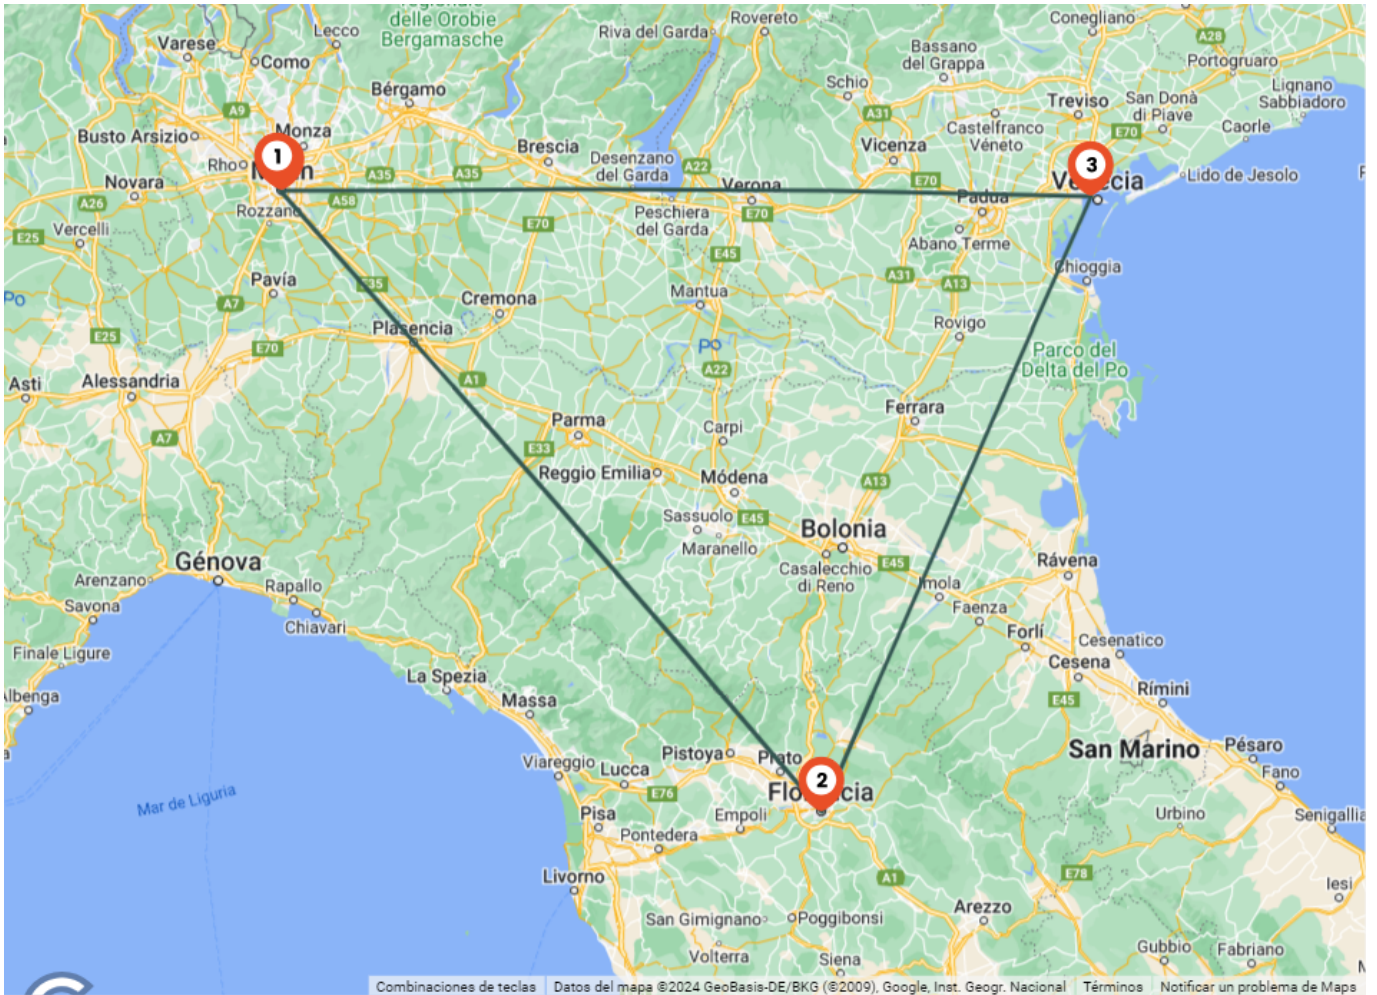 delle Orobie
Bergamasche
Lecco
Riva del Garda
Rovereto
Conegliano
A28
Varese
Como
Bassano
del Grappa
Portogruaro
Bérgamo
Schio
Lignano
Sabbiadoro
A9
Treviso
San Donà
di Piave
A31
Caorle
Busto Arsizio
Monza
Brescia
Castelfranco
Véneto
E70
1
Rho
Desenzano
del Garda
A22
Vicenza
3
A35
A35
Novara
Verona
E70
Lido de Jesolo
A26
A58
Rozzano
Padua
Vercelli
E25
E70
Peschiera
del Garda
E70
Abano Terme
E45
Chioggia
Pavía
A31
A13
Po
A7
E35
Cremona
Mantua
Plasencia
Rovigo
E25
E70
Po
Parco del
Delta del Po
A22
Asti
Alessandria
A1
Ferrara
Parma
Carpi
A7
E33
Reggio Emilia
Módena
A13
Sassuolo
E45
Maranello
Bolonia
Génova
Casalecchio
di Reno
E45
Rávena
Arenzano
Rapallo
Imola
Savona
Chiavari
Faenza
Forlí
Cesenatico
Finale Ligure
Cesena
La Spezia
Rímini
Albenga
Massa
E45
San Marino
Pésaro
Pistoya
Prato
Viareggio
Lucca
Fano
2
Mar de Liguria
E76
Pisa
Empoli
Urbino
Senigallia
Pontedera
Livorno
A1
E78
Iesi
San Gimignano
Poggibonsi
Arezzo
Volterra
Siena
Gubbio
Fabriano
Combinaciones de teclas
Datos del mapa ©2024 GeoBasis-DE/BKG (©2009), Google, Inst. Geogr. Nacional
Términos
Notificar un problema de Maps